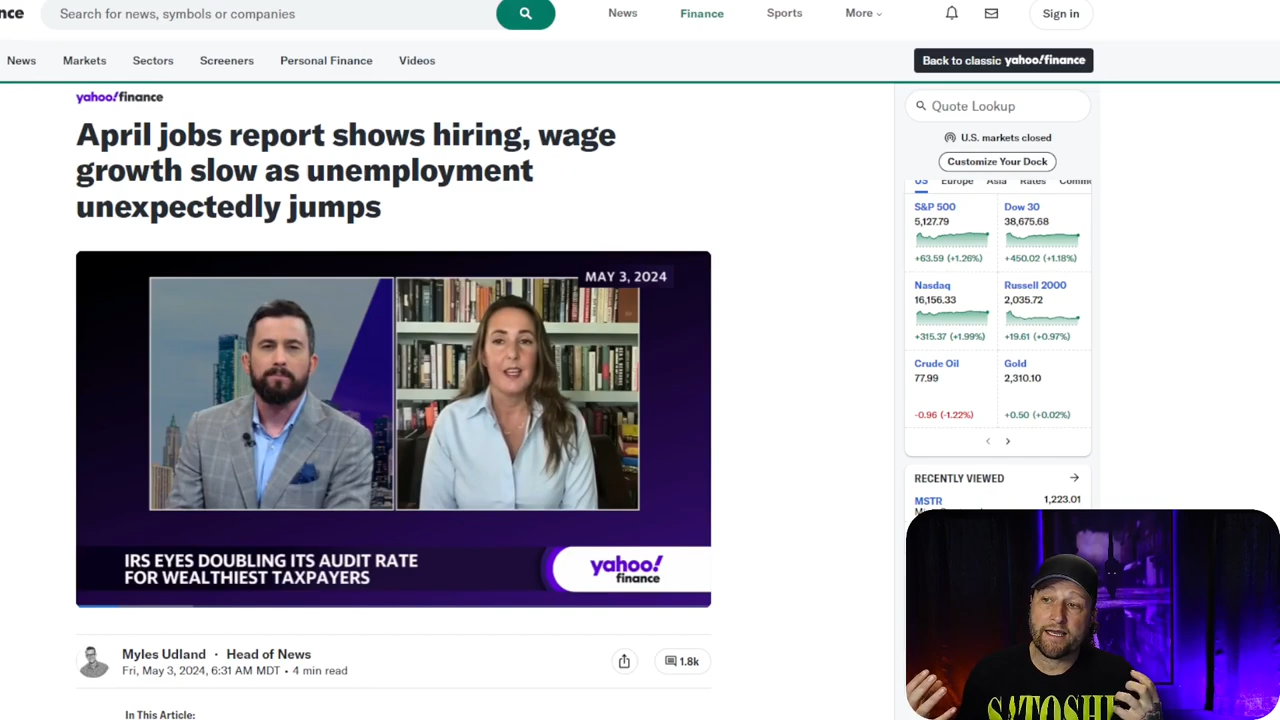 nce
Search for news, symbols or companies
News
Finance
Sports
More
Sign in
News
Markets
Sectors
Screeners
Personal Finance
Videos
Back to classic yahoo!finance
yahoo!finance
April jobs report shows hiring, wage
growth slow as unemployment
unexpectedly jumps
MAY 3, 2024
IRS EYES DOUBLING ITS AUDIT RATE
FOR WEALTHIEST TAXPAYERS
yahoo!
finance
Myles Udland · Head of News
Fri, May 3, 2024, 6:31 AM MDT • 4 min read
1.8k
In This Article:
Quote Lookup
U.S. markets closed
Customize Your Dock
US Europe Asia Rates Comm
S&P 500
5,127.79
+63.59 (+1.26%)
Dow 30
38,675.68
+450.02 (+1.18%)
Nasdaq
16,156.33
+315.37 (+1.99%)
Russell 2000
2,035.72
+19.61 (+0.97%)
Crude Oil
77.99
-0.96 (-1.22%)
Gold
2,310.10
+0.50 (+0.02%)
RECENTLY VIEWED
MSTR
1,223.01
SATOSHI